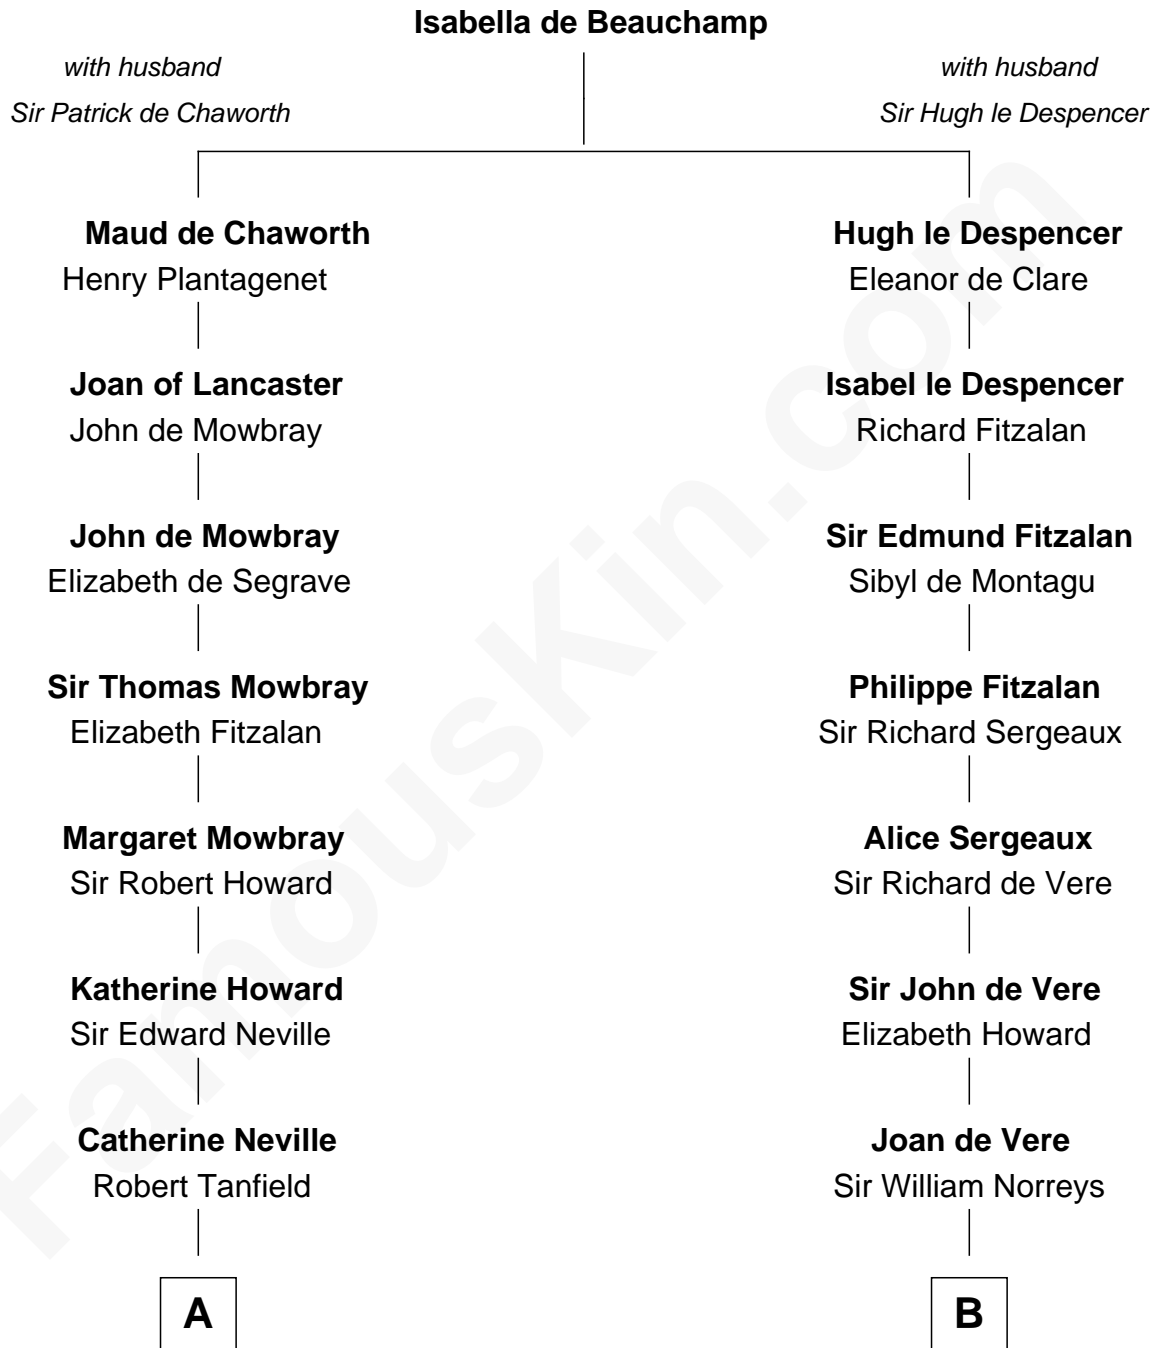 Isabella de Beauchamp
with husband
Sir Patrick de Chaworth
with husband
Sir Hugh le Despencer
Maud de Chaworth
Henry Plantagenet
Hugh le Despencer
Eleanor de Clare
Joan of Lancaster
John de Mowbray
Isabel le Despencer
Richard Fitzalan
John de Mowbray
Elizabeth de Segrave
Sir Edmund Fitzalan
Sibyl de Montagu
Sir Thomas Mowbray
Elizabeth Fitzalan
Philippe Fitzalan
Sir Richard Sergeaux
Margaret Mowbray
Sir Robert Howard
Alice Sergeaux
Sir Richard de Vere
Katherine Howard
Sir Edward Neville
Sir John de Vere
Elizabeth Howard
Catherine Neville
Robert Tanfield
Joan de Vere
Sir William Norreys
A
B
FamousKin.com